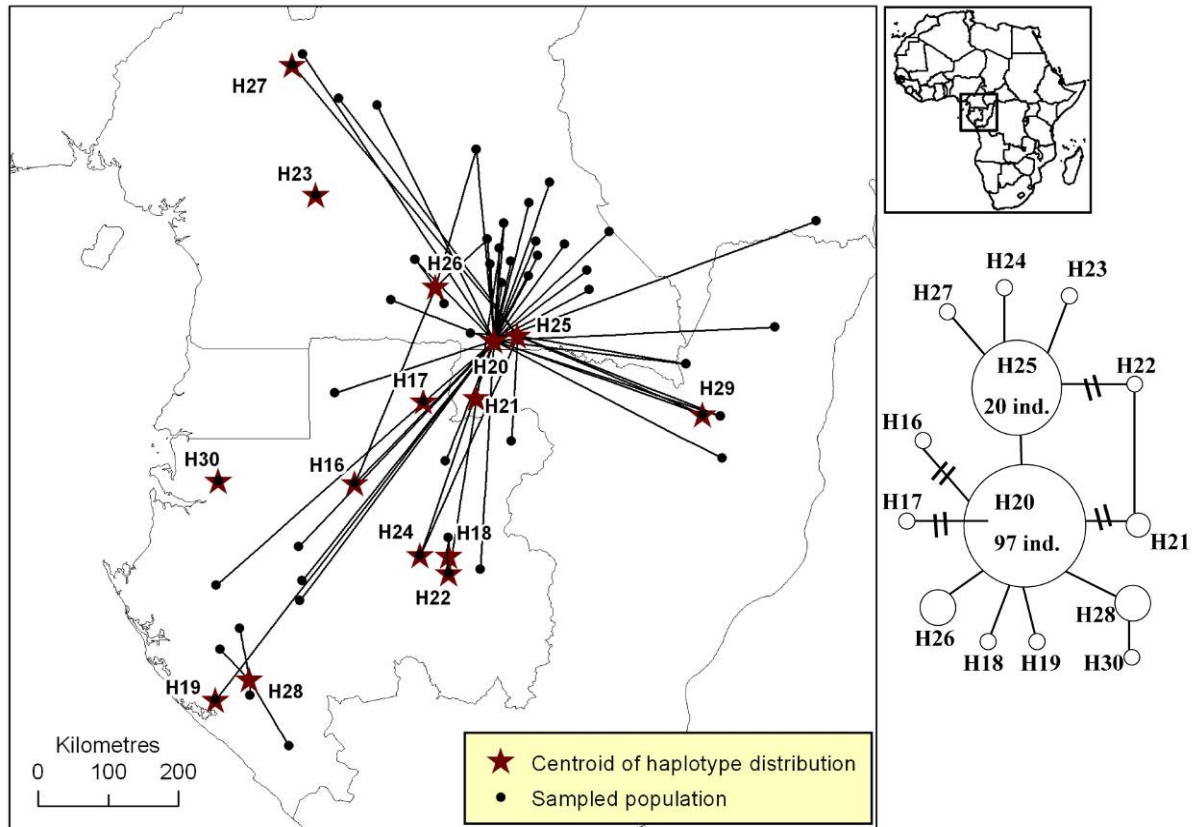 H27
H23
H26
H25
H20
H17
H21
H29
H30
H16
H24 H18
H22
H19
H28
Kilometres
0 100 200
Centroid of haplotype distribution
Sampled population
H24
H23
H27
H25
20 ind.
H22
H16
H17
H20
97 ind.
H21
H26
H28
H18
H19
H30